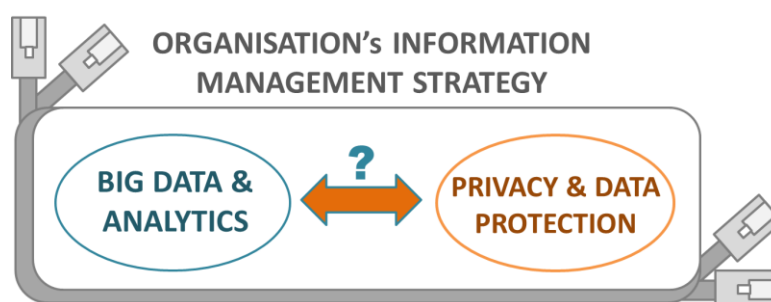 ORGANISATION's INFORMATION
MANAGEMENT STRATEGY
?
BIG DATA &
ANALYTICS
PRIVACY & DATA
PROTECTION